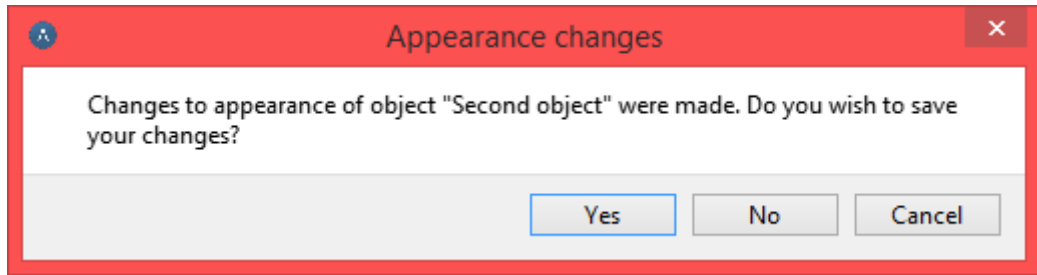 Appearance changes
Changes to appearance of object "Second object" were made. Do you wish to save
your changes?
Yes
No
Cancel